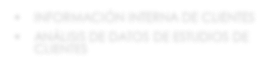 • INFORMACIÓN INTERNA DE CLIENTES
• ANÁLISIS DE DATOS DE ESTUDIOS DE
CLIENTES